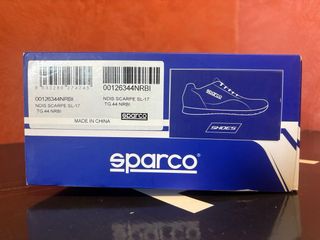 00126344NRBI
NDIS SCARPE SL-17
TG.44 NRBI
MADE IN CHINA
00126344NRBI
NDIS SCARPE SL-17
TG.44 NRBI
sparco
SHOES
sparco